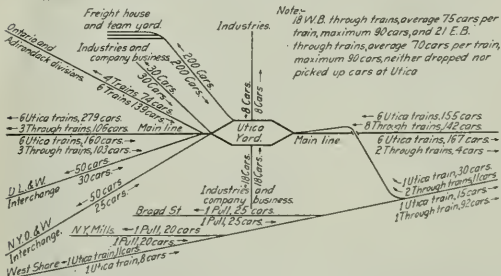 Freight house
and team yard.
Industries and
company business.
Ontario and
Adirondack divisions.
200 Cars.
200 Cars.
30 Cars.
30 Cars.
4 Trains 74 cars
6 Trains 139 cars
Industries.
8 Cars.
8 Cars
Note:-
18 W.B. through trains, average 75 cars per
train, maximum 90 cars, and 21 E.B.
through trains, average 70 cars per train,
maximum 90 cars, neither dropped nor
picked up cars at Utica
6 Utica trains, 279 cars.
3 Through trains, 106 cars.
Main line
6 Utica trains, 160 cars.
3 Through trains, 103 cars.
Utica
Yard.
6 Utica trains, 155 cars
8 Through trains, 142 cars.
Main line
6 Utica trains, 167 cars.
2 Through trains, 4 cars.
50 cars
30 cars.
D.L.& W.
Interchange
50 cars
25 cars.
N.Y.O.& W.
Interchange.
18 Cars.
18 Cars.
Industries and
company business.
1 Utica train, 30 cars.
2 Through trains, 11 cars
1 Utica train, 15 cars
1 Through train, 92 cars.
Broad St
1 Pull, 25 cars.
1 Pull, 25 cars.
N.Y. Mills.
1 Pull, 20 cars
1 Pull, 20 cars.
West Shore
1 Utica train, 11 cars
1 Utica train, 8 cars